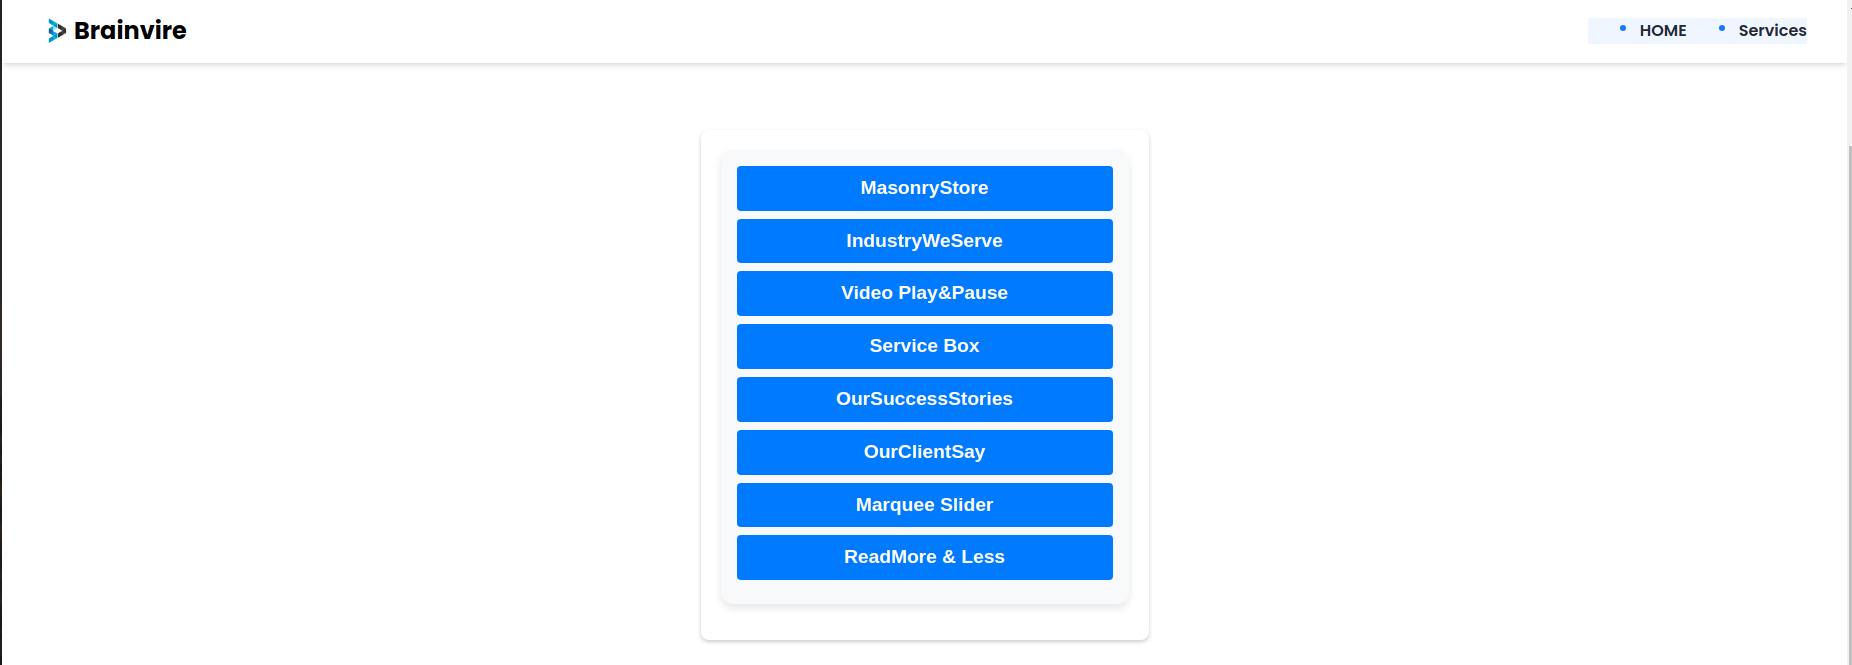 Brainvire
HOME Services
MasonryStore
IndustryWeServe
Video Play&Pause
Service Box
OurSuccessStories
OurClientSay
Marquee Slider
ReadMore & Less